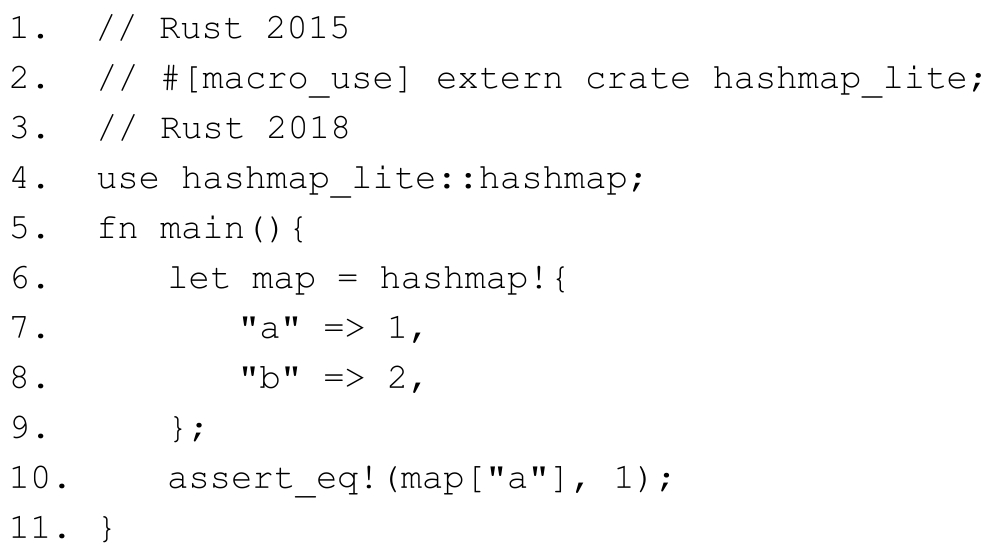 1. // Rust 2015
2. // #[macro_use] extern crate hashmap_lite;
3. // Rust 2018
4. use hashmap_lite::hashmap;
5. fn main(){
6.     let map = hashmap!{
7.         "a" => 1,
8.         "b" => 2,
9.     };
10.     assert_eq!(map["a"], 1);
11. }